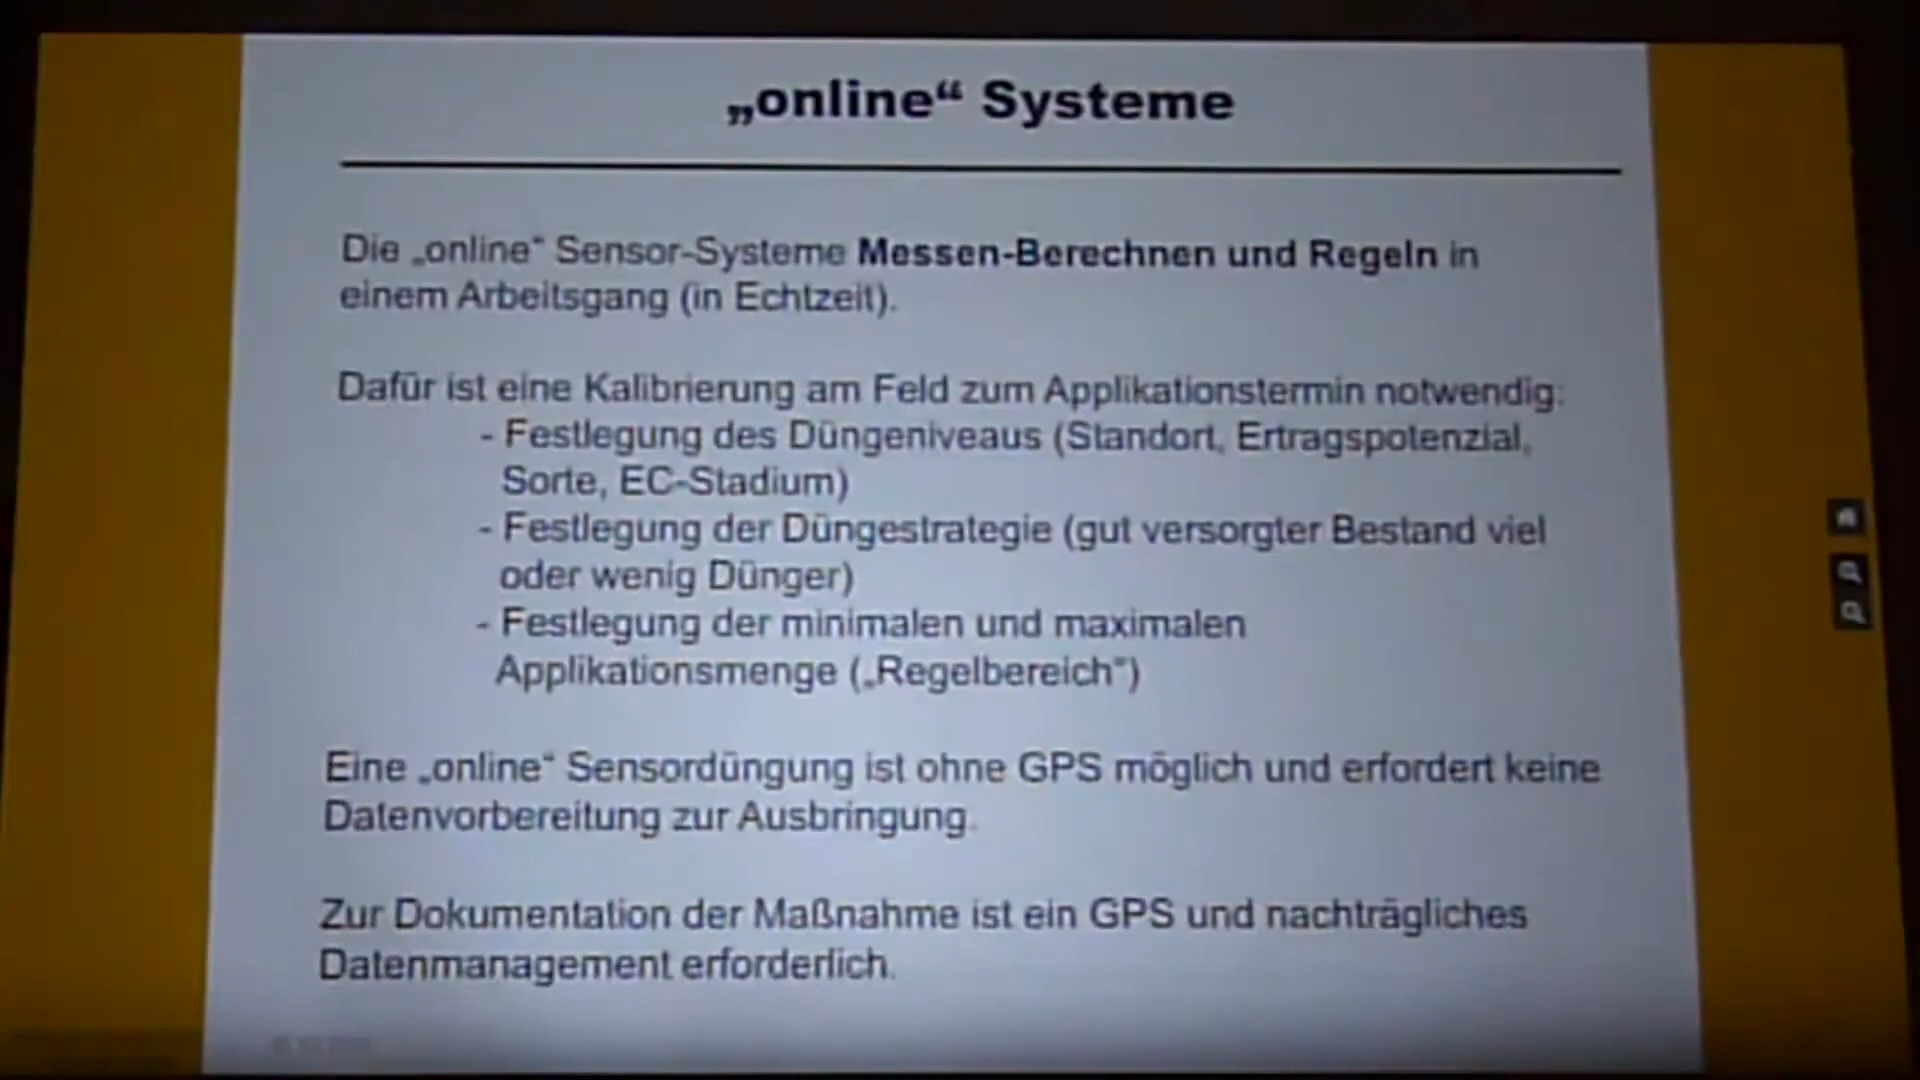 „online“ Systeme
Die „online“ Sensor-Systeme Messen-Berechnen und Regeln in
einem Arbeitsgang (in Echtzeit).
Dafür ist eine Kalibrierung am Feld zum Applikationstermin notwendig:
- Festlegung des Düngeniveaus (Standort, Ertragspotenzial,
Sorte, EC-Stadium)
- Festlegung der Düngestrategie (gut versorgter Bestand viel
oder wenig Dünger)
- Festlegung der minimalen und maximalen
Applikationsmenge („Regelbereich“)
Eine „online“ Sensordüngung ist ohne GPS möglich und erfordert keine
Datenvorbereitung zur Ausbringung.
Zur Dokumentation der Maßnahme ist ein GPS und nachträgliches
Datenmanagement erforderlich.